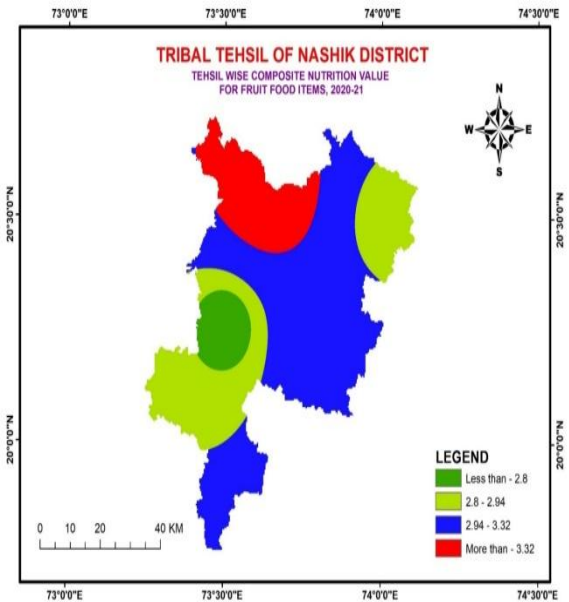 73°0'0"E 73°30'0"E 74°0'0"E 74°30'0"E
TRIBAL TEHSIL OF NASHIK DISTRICT
TEHSIL WISE COMPOSITE NUTRITION VALUE
FOR FRUIT FOOD ITEMS, 2020-21
N
W E
S
20°30'0"N 20°30'0"N
20°0'0"N 20°0'0"N
LEGEND
Less than - 2.8
2.8 - 2.94
2.94 - 3.32
More than - 3.32
0 10 20 40 KM
73°0'0"E 73°30'0"E 74°0'0"E 74°30'0"E